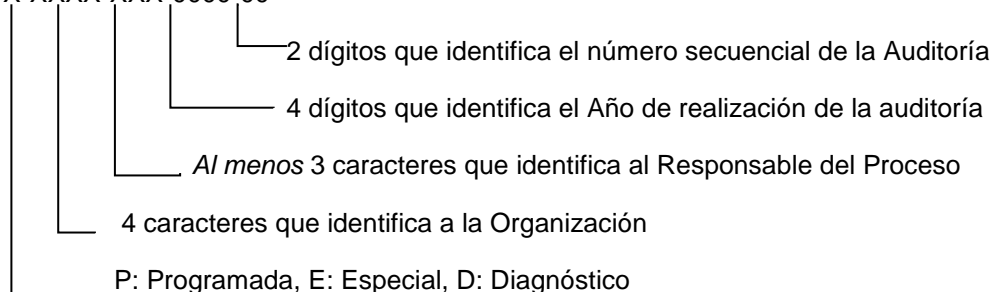 2 dígitos que identifica el número secuencial de la Auditoría
4 dígitos que identifica el Año de realización de la auditoría
Al menos 3 caracteres que identifica al Responsable del Proceso
4 caracteres que identifica a la Organización
P: Programada, E: Especial, D: Diagnóstico